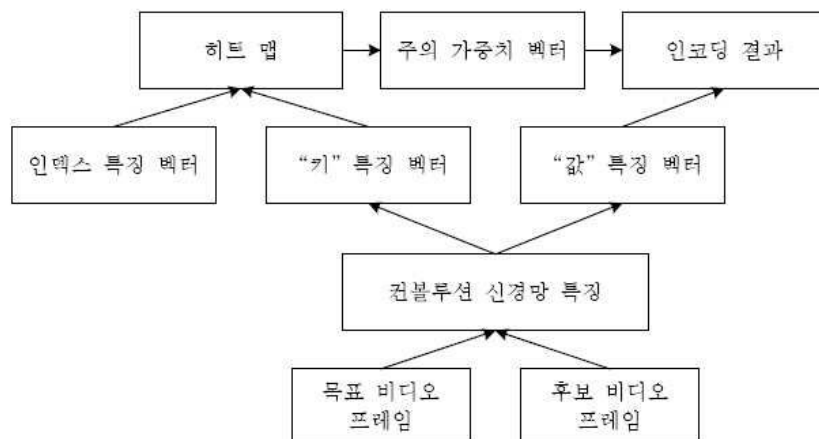 히트 맵
주의 가중치 벡터
인코딩 결과
인덱스 특징 벡터
“키” 특징 벡터
“값” 특징 벡터
컨볼루션 신경망 특징
목표 비디오
프레임
후보 비디오
프레임